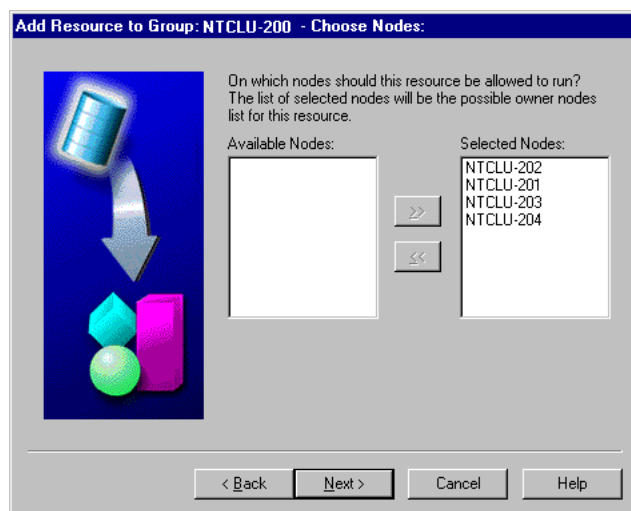 Add Resource to Group: NTCLU-200 - Choose Nodes:
On which nodes should this resource be allowed to run?
The list of selected nodes will be the possible owner nodes
list for this resource.
Available Nodes:
Selected Nodes:
NTCLU-202
NTCLU-201
NTCLU-203
NTCLU-204
>>
<<
< Back
Next >
Cancel
Help